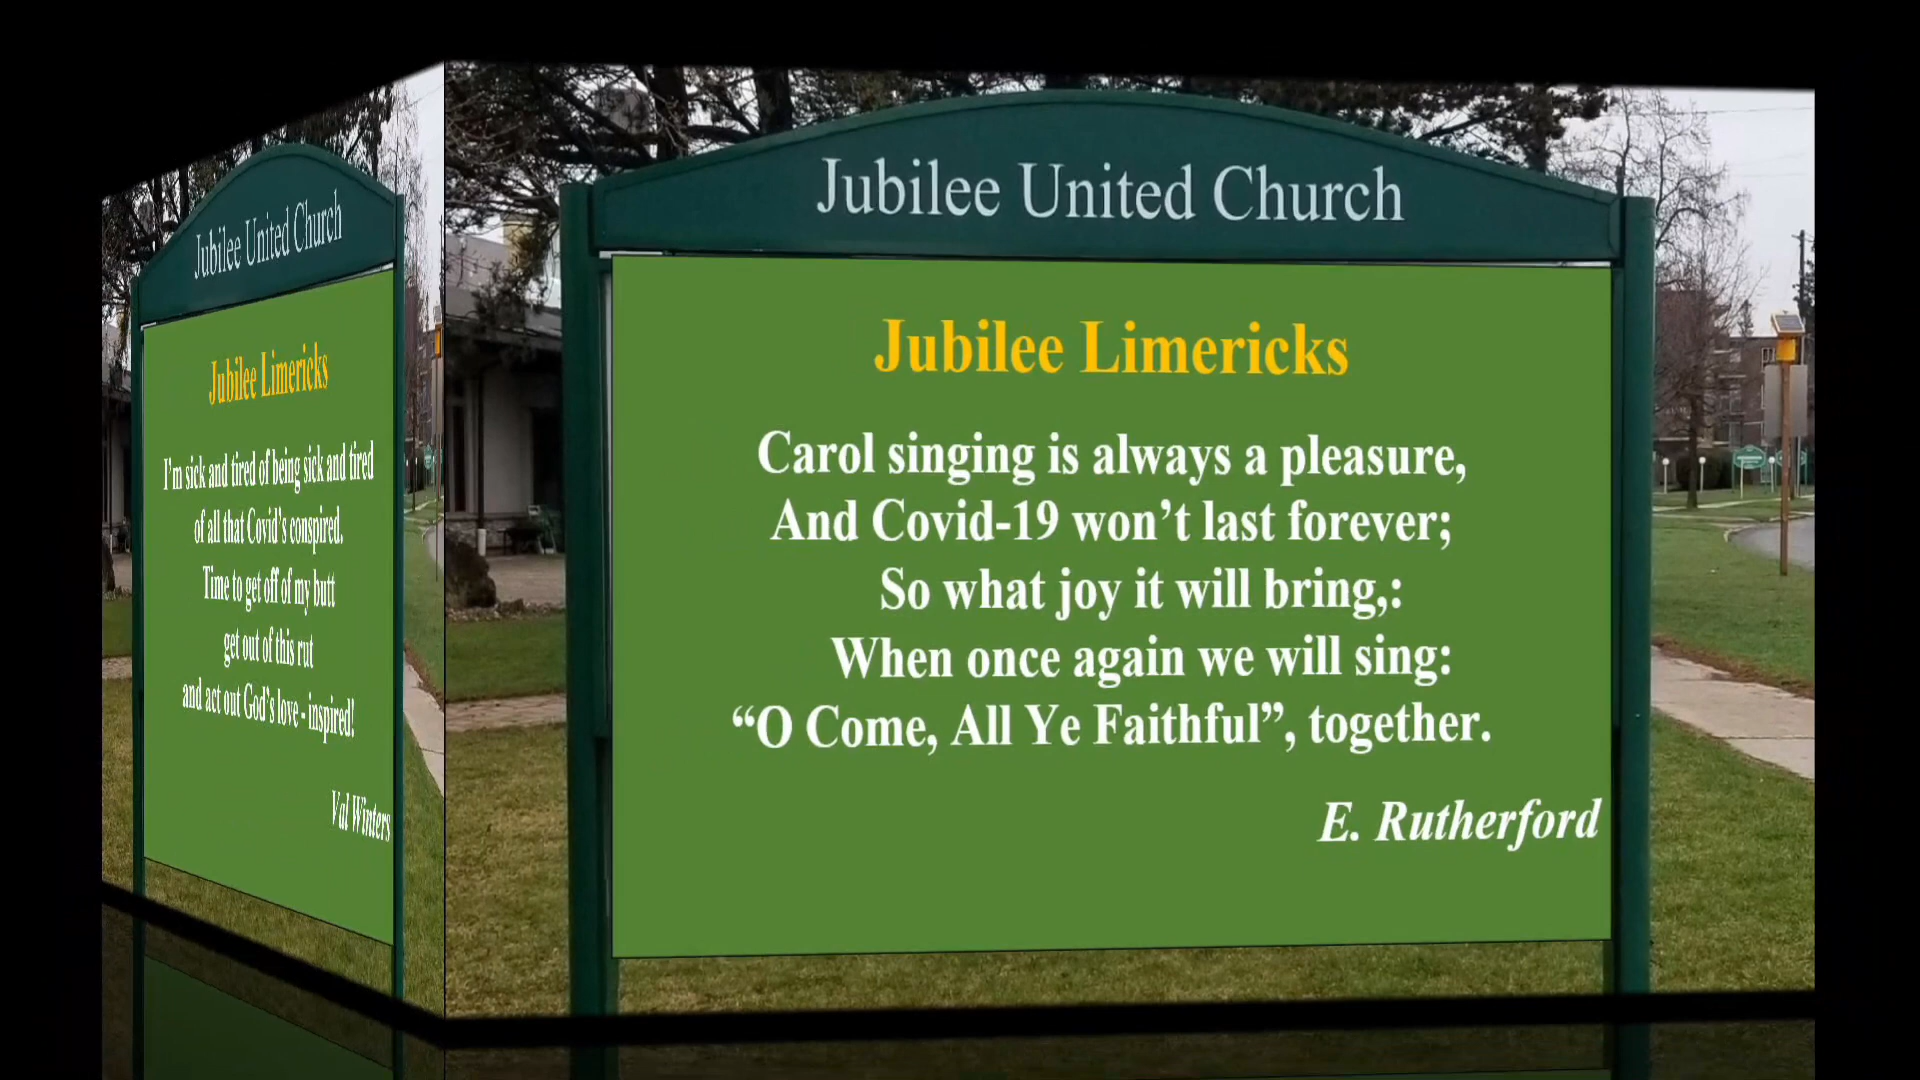 Jubilee United Church
Jubilee Limericks
I'm sick and tired of being sick and tired
of all that Covid's conspired.
Time to get off of my butt
get out of this rut
and act out God's love - inspired!
Val Winters
Jubilee United Church
Jubilee Limericks
Carol singing is always a pleasure,
And Covid-19 won’t last forever;
So what joy it will bring,:
When once again we will sing:
“O Come, All Ye Faithful”, together.
E. Rutherford